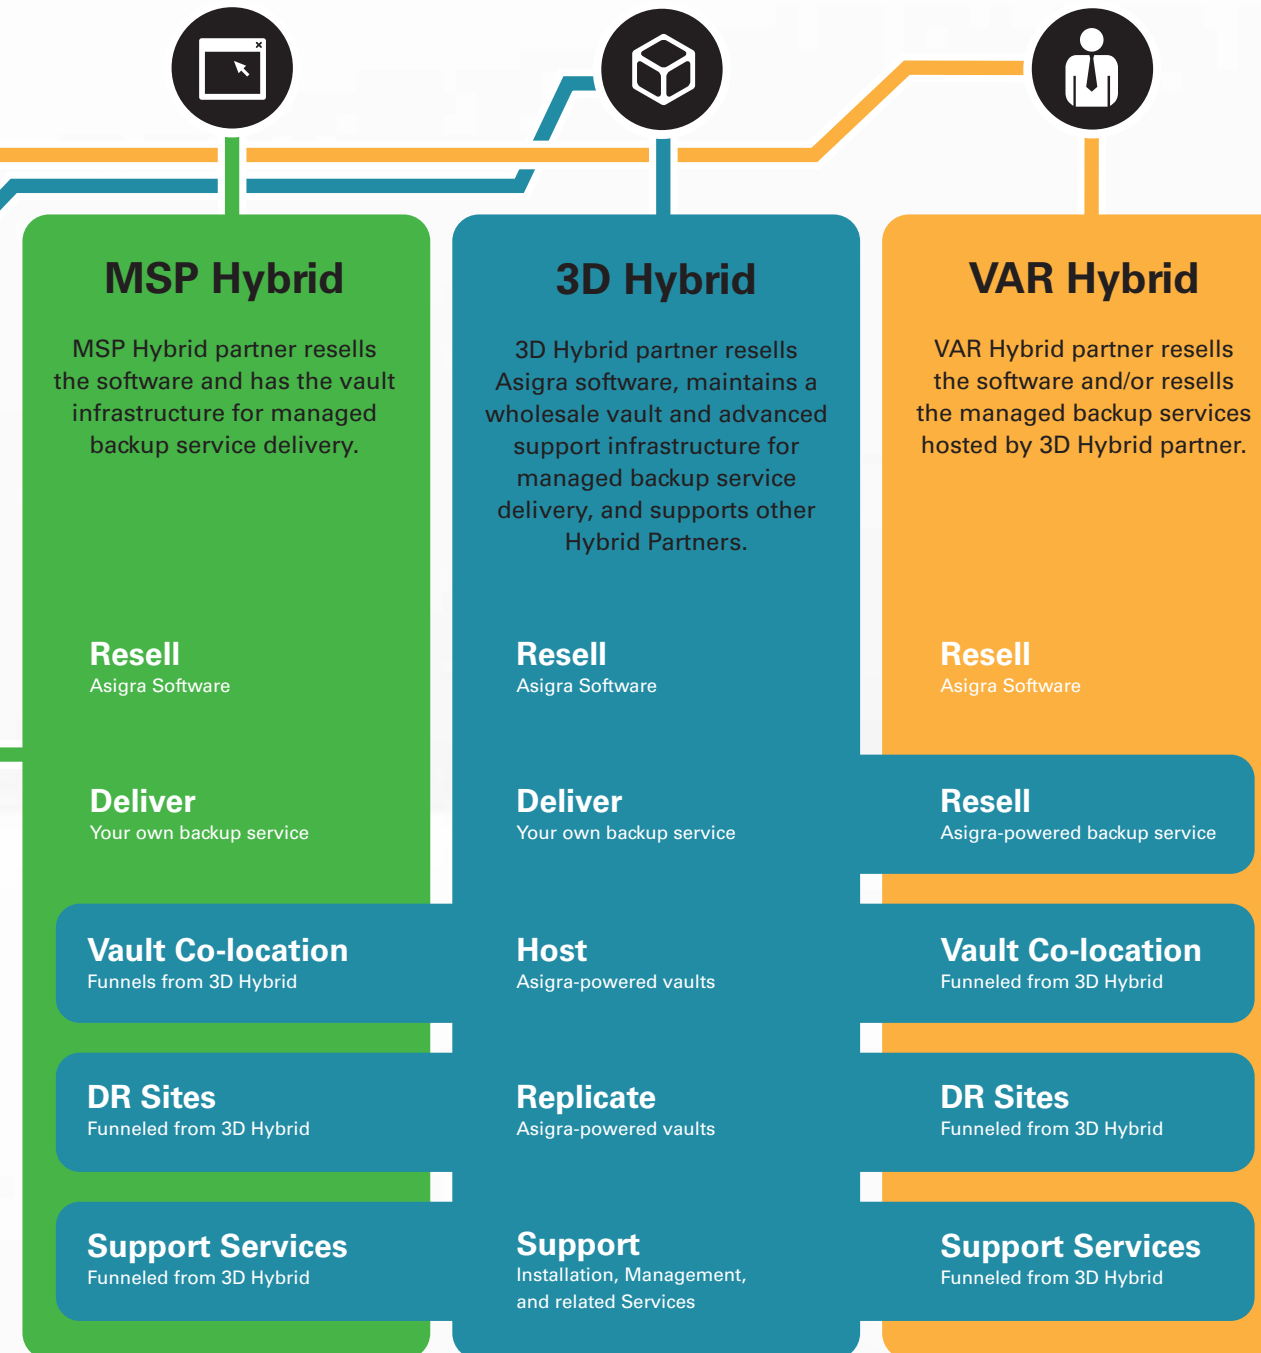 MSP Hybrid
MSP Hybrid partner resells
the software and has the vault
infrastructure for managed
backup service delivery.
Resell
Asigra Software
Deliver
Your own backup service
Vault Co-location
Funnels from 3D Hybrid
DR Sites
Funneled from 3D Hybrid
Support Services
Funneled from 3D Hybrid
3D Hybrid
3D Hybrid partner resells
Asigra software, maintains a
wholesale vault and advanced
support infrastructure for
managed backup service
delivery, and supports other
Hybrid Partners.
Resell
Asigra Software
Deliver
Your own backup service
Host
Asigra-powered vaults
Replicate
Asigra-powered vaults
Support
Installation, Management,
and related Services
VAR Hybrid
VAR Hybrid partner resells
the software and/or resells
the managed backup services
hosted by 3D Hybrid partner.
Resell
Asigra Software
Resell
Asigra-powered backup service
Vault Co-location
Funneled from 3D Hybrid
DR Sites
Funneled from 3D Hybrid
Support Services
Funneled from 3D Hybrid